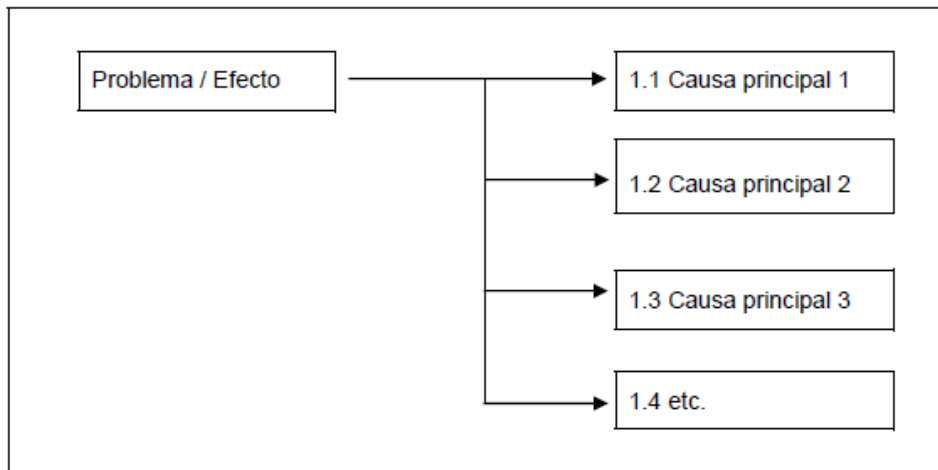 Problema / Efecto
1.1 Causa principal 1
1.2 Causa principal 2
1.3 Causa principal 3
1.4 etc.